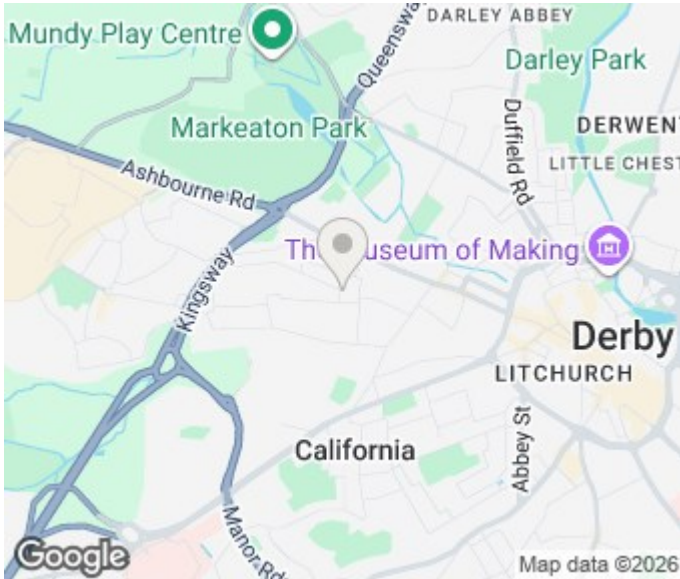 DARLEY ABBEY
Mundy Play Centre
Queensway
Darley Park
Markeaton Park
Duffield Rd
DERWENT
LITTLE CHEST
Ashbourne Rd
The Museum of Making
Kingsway
Derby
LITCHURCH
Abbey St
California
Manor Rd
Google
Map data ©2026